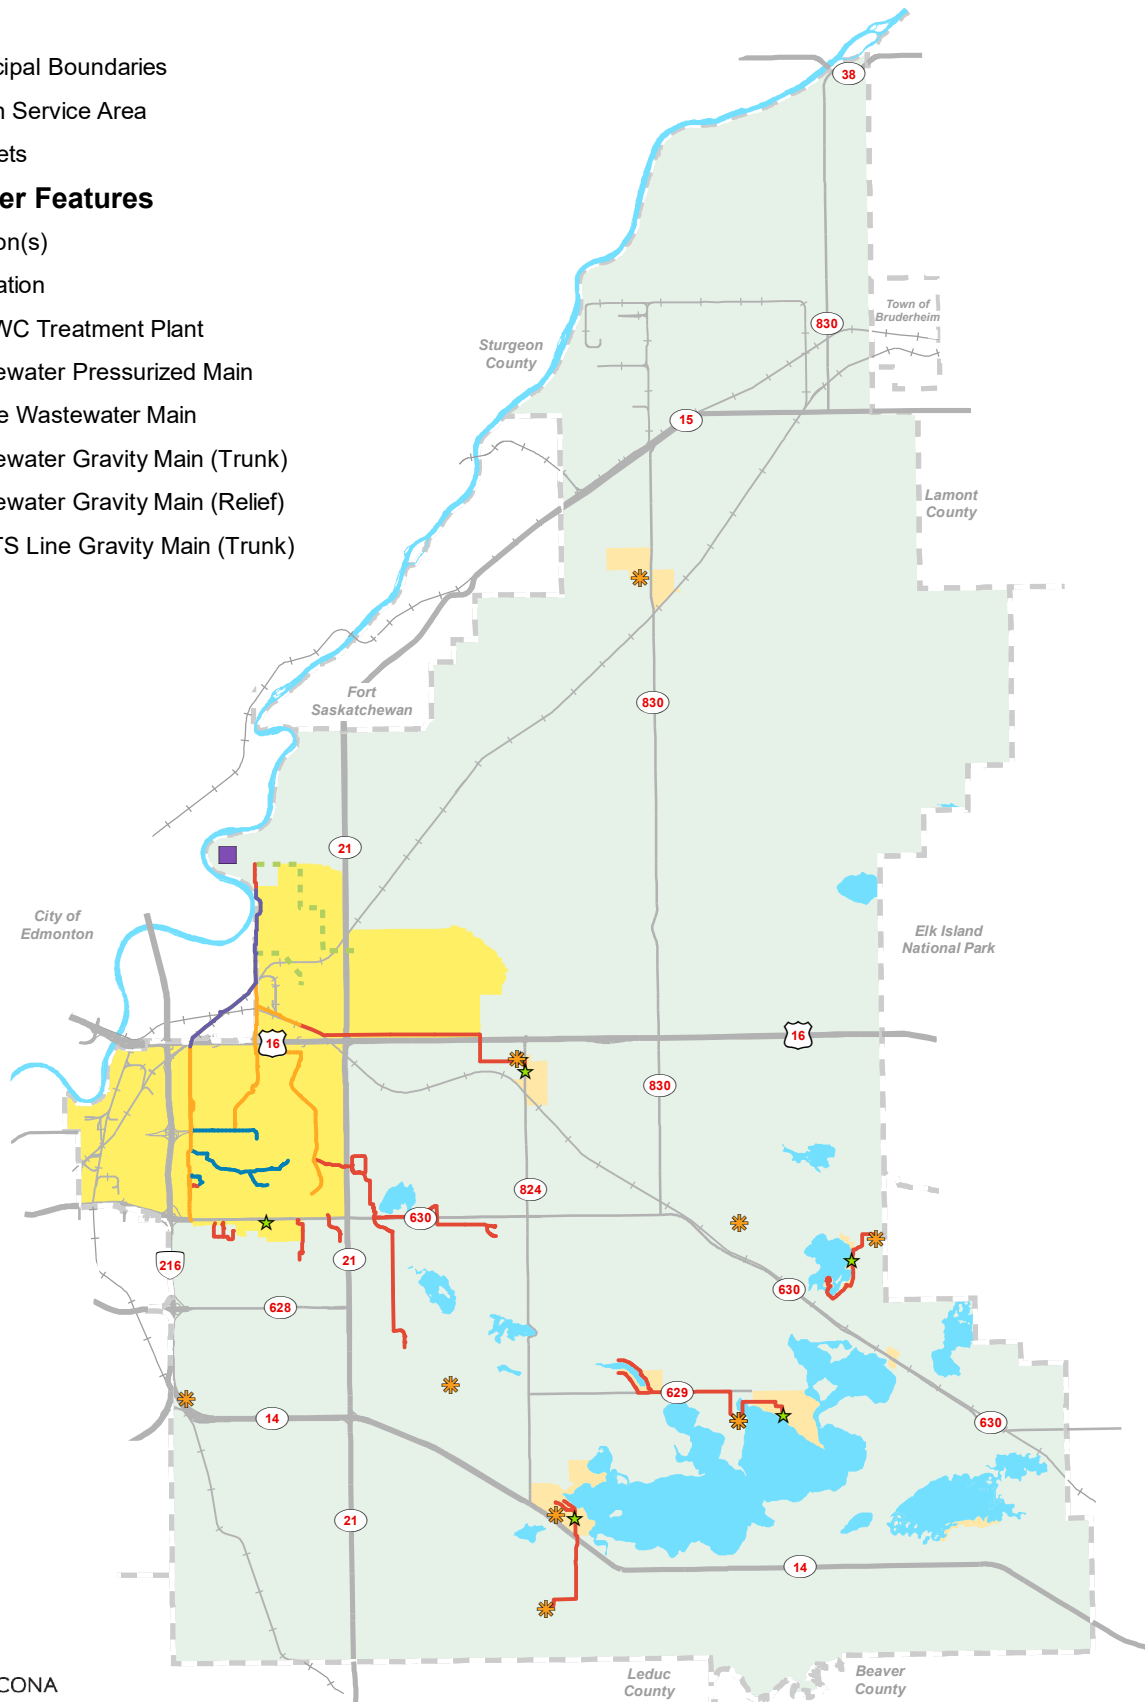 cipal Boundaries
n Service Area
ets
er Features
on(s)
ation
WC Treatment Plant
ewater Pressurized Main
e Wastewater Main
ewater Gravity Main (Trunk)
ewater Gravity Main (Relief)
TS Line Gravity Main (Trunk)
38
Town of
Bruderheim
830
Sturgeon
County
15
Lamont
County
Fort
Saskatchewan
830
21
City of
Edmonton
Elk Island
National Park
16
16
830
824
630
216
21
630
628
629
14
630
21
14
Leduc
County
Beaver
County
CONA